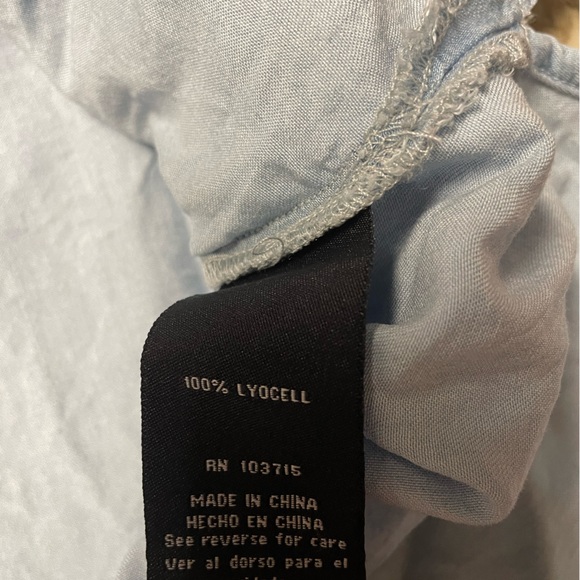 100% LYOCELL
RN 103715
MADE IN CHINA
HECHO EN CHINA
See reverse for care
Ver al dorso para el